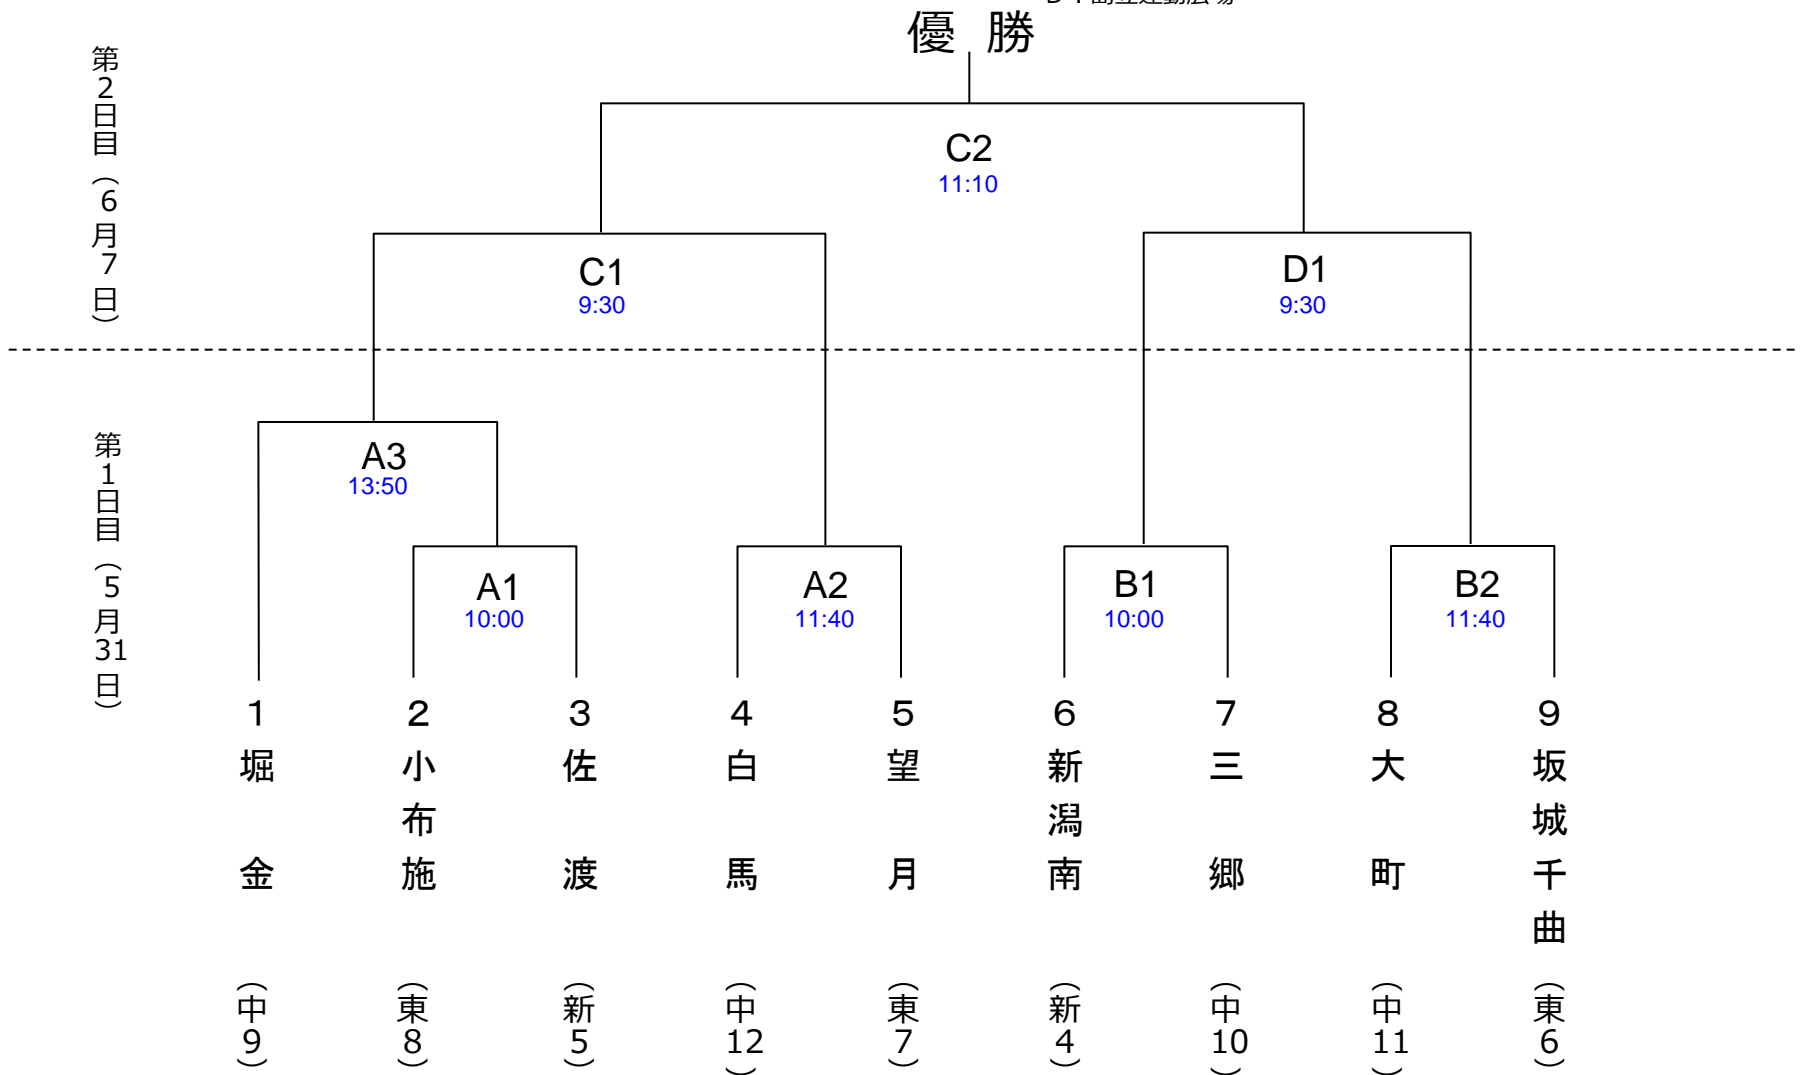 優 勝
第2日目（6月7日）
C2
11:10
C1
9:30
D1
9:30
第1日目（5月31日）
A3
13:50
A1
10:00
A2
11:40
B1
10:00
B2
11:40
1 堀金（中9）
2 小布施（東8）
3 佐渡（新5）
4 白馬（中12）
5 望月（東7）
6 新潟南（新4）
7 三郷（中10）
8 大町（中11）
9 坂城千曲（東6）